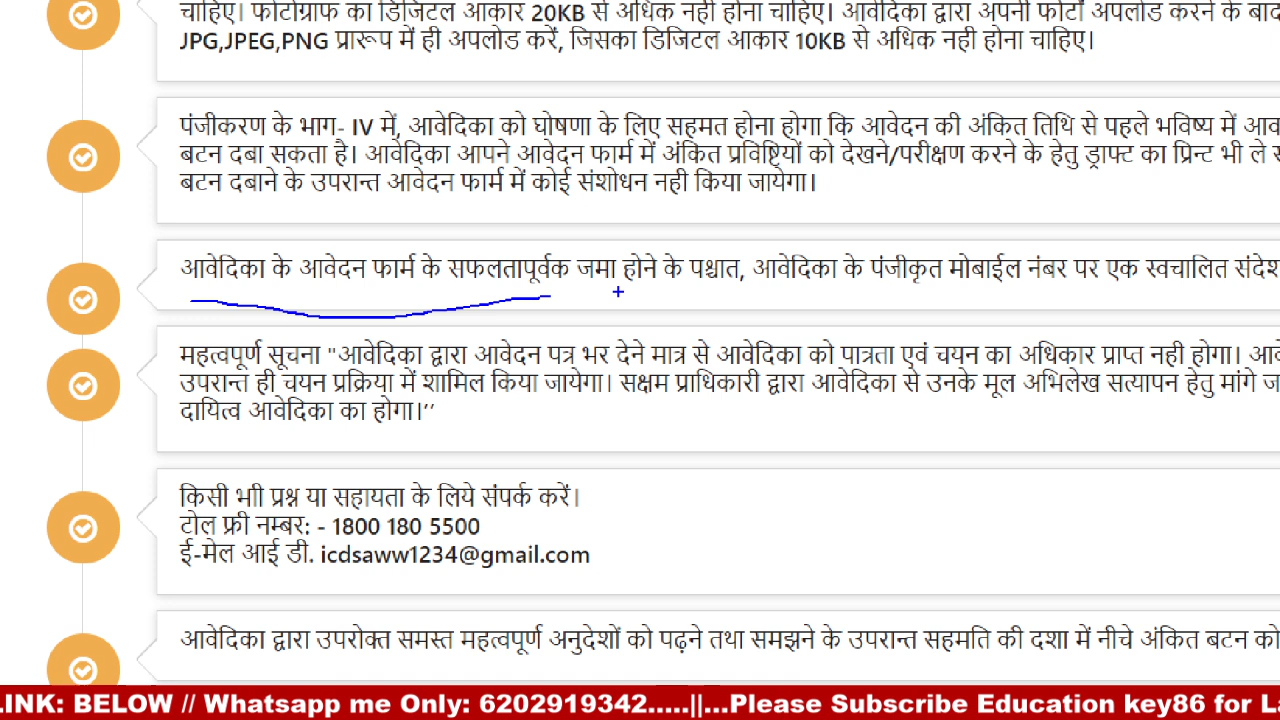 चाहिए। फोटोग्राफ का डिजिटल आकार 20KB से अधिक नही होना चाहिए। आवेदिका द्वारा अपनी फोटो अपलोड करने के बाद
JPG,JPEG,PNG प्रारूप में ही अपलोड करें, जिसका डिजिटल आकार 10KB से अधिक नही होना चाहिए।
पंजीकरण के भाग- IV में, आवेदिका को घोषणा के लिए सहमत होना होगा कि आवेदन की अंकित तिथि से पहले भविष्य में
बटन दबा सकता है। आवेदिका आपने आवेदन फार्म में अंकित प्रविष्टियों को देखने/परीक्षण करने के हेतु ड्राफ्ट का प्रिन्ट भी ले
बटन दबाने के उपरान्त आवेदन फार्म में कोई संशोधन नही किया जायेगा।
आवेदिका के आवेदन फार्म के सफलतापूर्वक जमा होने के पश्चात, आवेदिका के पंजीकृत मोबाईल नंबर पर एक स्वचालित संदेश
महत्वपूर्ण सूचना "आवेदिका द्वारा आवेदन पत्र भर देने मात्र से आवेदिका को पात्रता एवं चयन का अधिकार प्राप्त नही होगा।
उपरान्त ही चयन प्रक्रिया में शामिल किया जायेगा। सक्षम प्राधिकारी द्वारा आवेदिका से उनके मूल अभिलेख सत्यापन हेतु मांगे
दायित्व आवेदिका का होगा।’’
किसी भाी प्रश्न या सहायता के लिये संपर्क करें।
टोल फ्री नम्बर: - 1800 180 5500
ई-मेल आई डी. icdsaww1234@gmail.com
आवेदिका द्वारा उपरोक्त समस्त महत्वपूर्ण अनुदेशों को पढ़ने तथा समझने के उपरान्त सहमति की दशा में नीचे अंकित बटन को
LINK: BELOW // Whatsapp me Only: 6202919342.....||...Please Subscribe Education key86 for